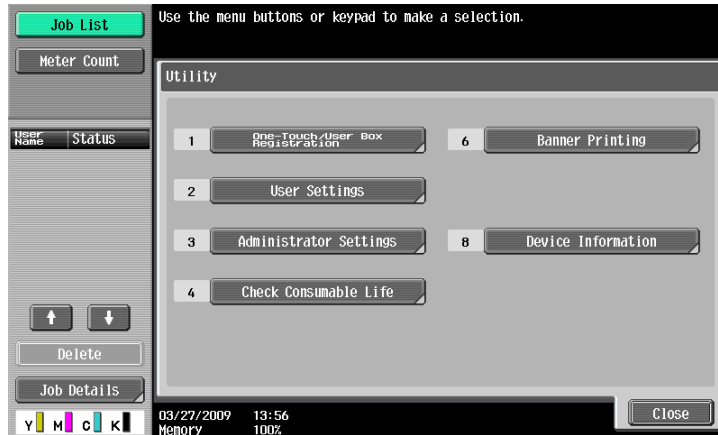 Job List
Meter Count
User Name
Status
Delete
Job Details
Y M C K
Use the menu buttons or keypad to make a selection.
Utility
1 One-Touch/User Box Registration
2 User Settings
3 Administrator Settings
4 Check Consumable Life
6 Banner Printing
8 Device Information
03/27/2009 13:56
Memory 100%
Close